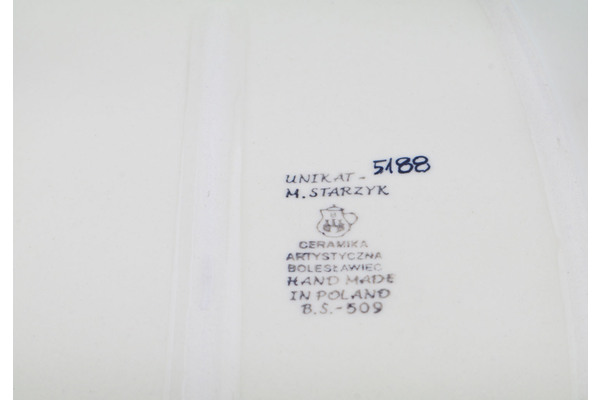 UNIKAT - 5188
M. STARZYK
CERAMIKA
ARTYSTYCZNA
BOLESŁAWIEC
HAND MADE
IN POLAND
B.S.-509